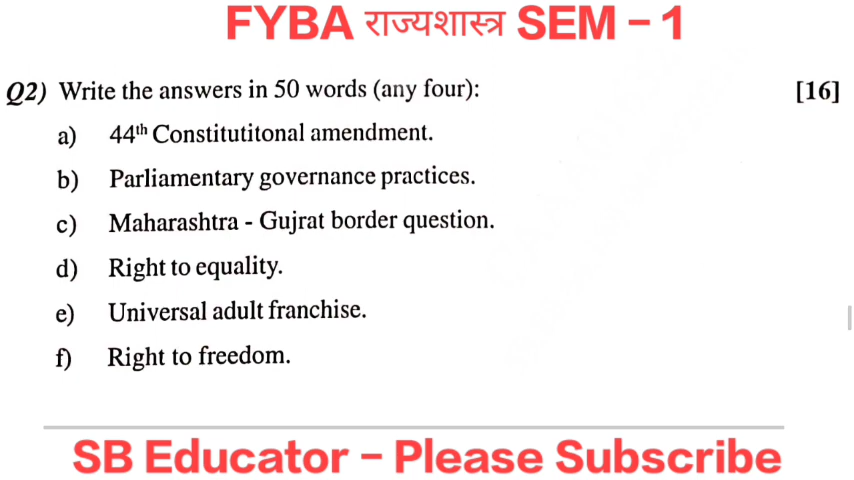 FYBA राज्यशास्त्र SEM - 1
Q2) Write the answers in 50 words (any four): [16]
a) 44th Constitutitonal amendment.
b) Parliamentary governance practices.
c) Maharashtra - Gujrat border question.
d) Right to equality.
e) Universal adult franchise.
f) Right to freedom.
SB Educator - Please Subscribe